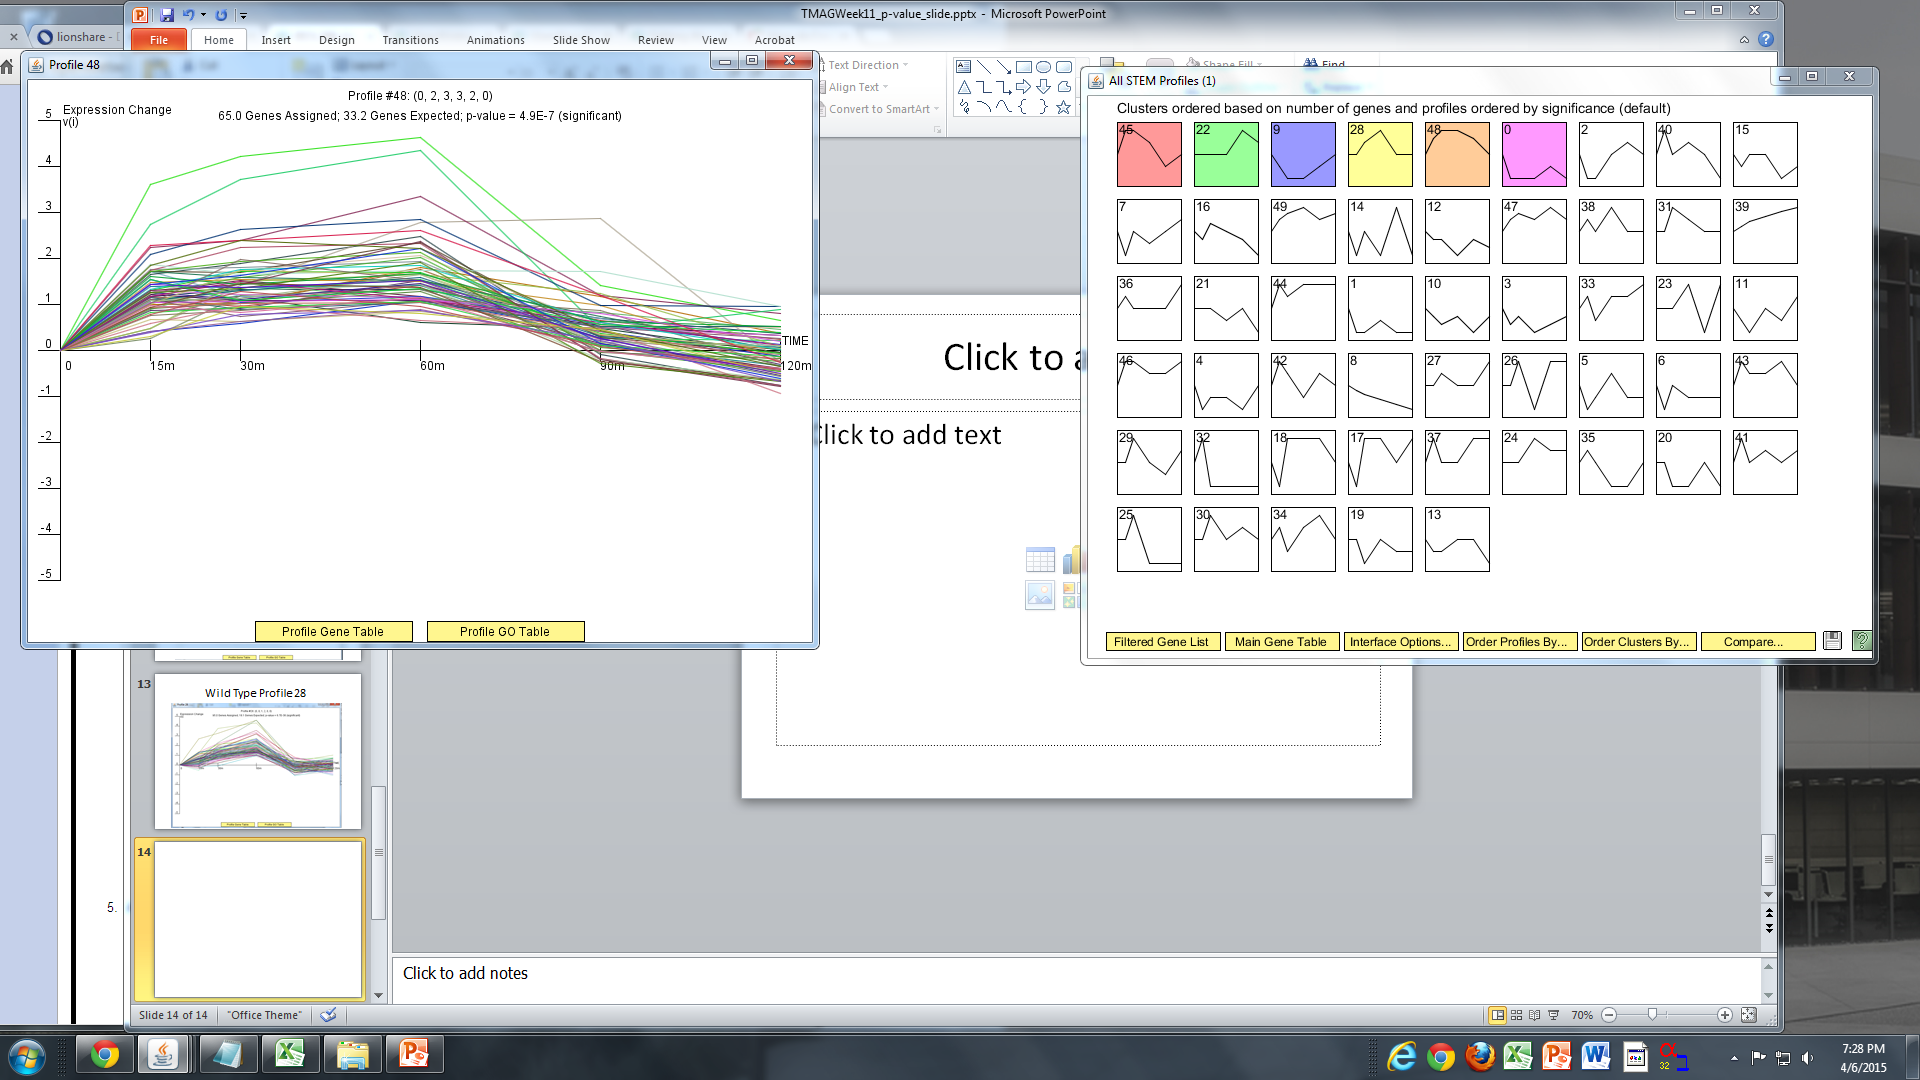 TMAGWeek11_p-value_slide.pptx - Microsoft PowerPoint
lionshare -
File Home Insert Design Transitions Animations Slide Show Review View Acrobat
Text Direction
Align Text
Convert to SmartArt
Shape Fill
Find
Profile 48
Profile #48: (0, 2, 3, 3, 2, 0)
65.0 Genes Assigned; 33.2 Genes Expected; p-value = 4.9E-7 (significant)
Expression Change
v(i)
5
4
3
2
1
0
-1
-2
-3
-4
-5
TIME
0 15m 30m 60m 90m 120m
Profile Gene Table Profile GO Table
All STEM Profiles (1)
Clusters ordered based on number of genes and profiles ordered by significance (default)
45 22 9 28 48 0 2 40 15
7 16 49 14 12 47 38 31 39
36 21 44 1 10 3 33 23 11
46 4 42 8 27 26 5 6 43
29 32 18 17 37 24 35 20 41
25 30 34 19 13
Filtered Gene List Main Gene Table Interface Options... Order Profiles By... Order Clusters By... Compare...
Click to a
Click to add text
13
Wild Type Profile 28
14
5.
Click to add notes
Slide 14 of 14 "Office Theme" 70%
32
7:28 PM
4/6/2015